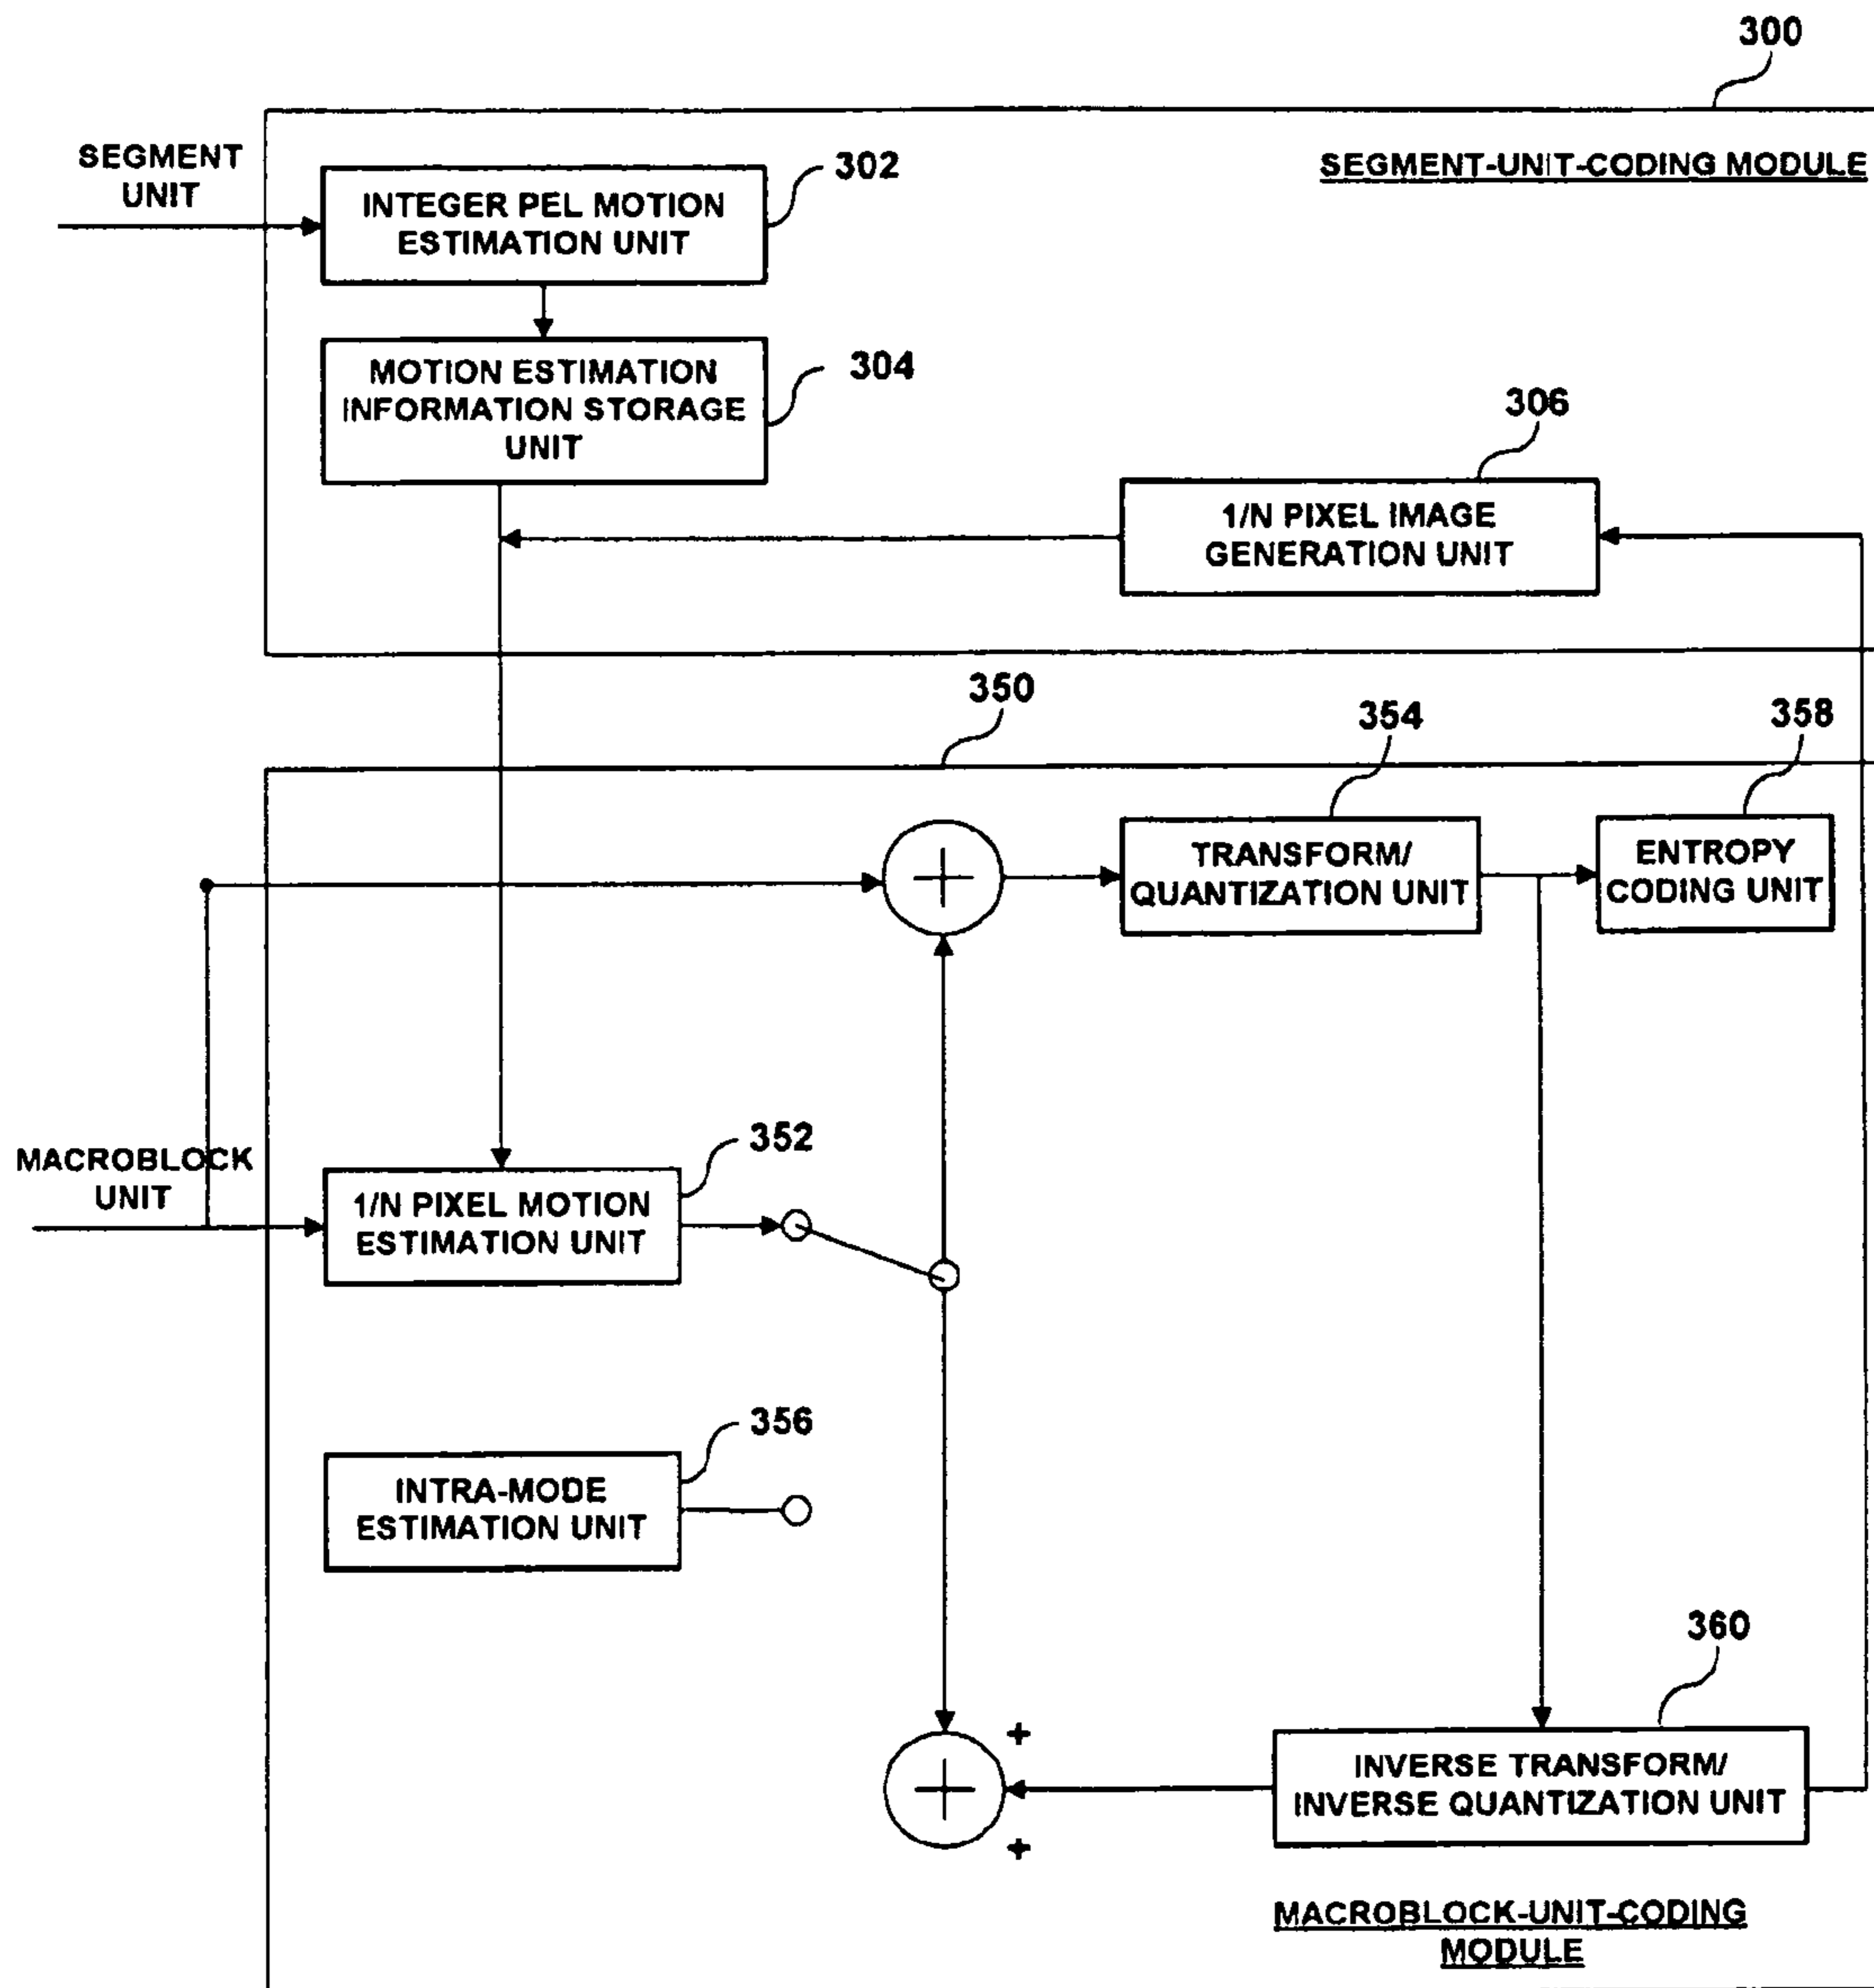 300
SEGMENT
UNIT
SEGMENT-UNIT-CODING MODULE
302
INTEGER PEL MOTION
ESTIMATION UNIT
304
MOTION ESTIMATION
INFORMATION STORAGE
UNIT
306
1/N PIXEL IMAGE
GENERATION UNIT
350
354
358
TRANSFORM/
QUANTIZATION UNIT
ENTROPY
CODING UNIT
MACROBLOCK
UNIT
352
1/N PIXEL MOTION
ESTIMATION UNIT
356
INTRA-MODE
ESTIMATION UNIT
360
+
INVERSE TRANSFORM/
INVERSE QUANTIZATION UNIT
+
MACROBLOCK-UNIT-CODING
MODULE